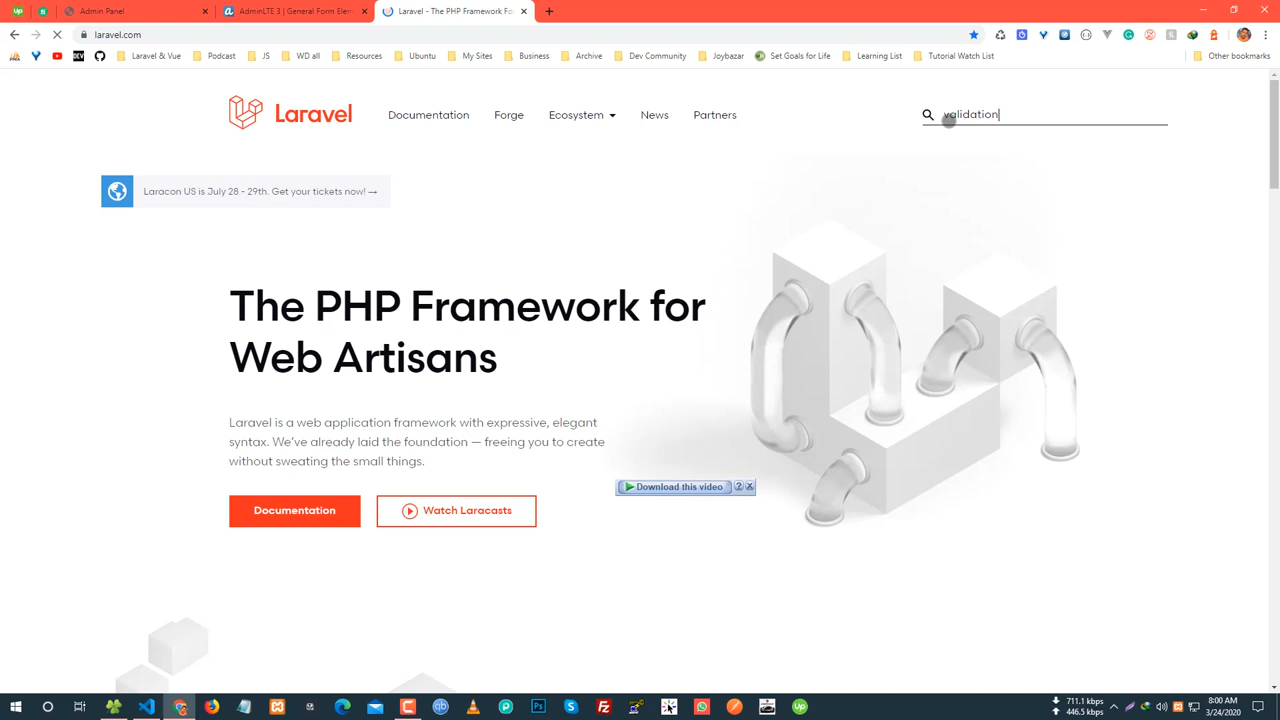 Admin Panel
AdminLTE 3 | General Form Elem
Laravel - The PHP Framework Fo
laravel.com
Laravel & Vue
Podcast
JS
WD all
Resources
Ubuntu
My Sites
Business
Archive
Dev Community
Joybazar
Set Goals for Life
Learning List
Tutorial Watch List
Other bookmarks
Laravel
Documentation
Forge
Ecosystem
News
Partners
validation
Laracon US is July 28 - 29th. Get your tickets now! →
The PHP Framework for
Web Artisans
Laravel is a web application framework with expressive, elegant
syntax. We've already laid the foundation — freeing you to create
without sweating the small things.
Download this video
Documentation
Watch Laracasts
711.1 kbps
446.5 kbps
8:00 AM
3/24/2020